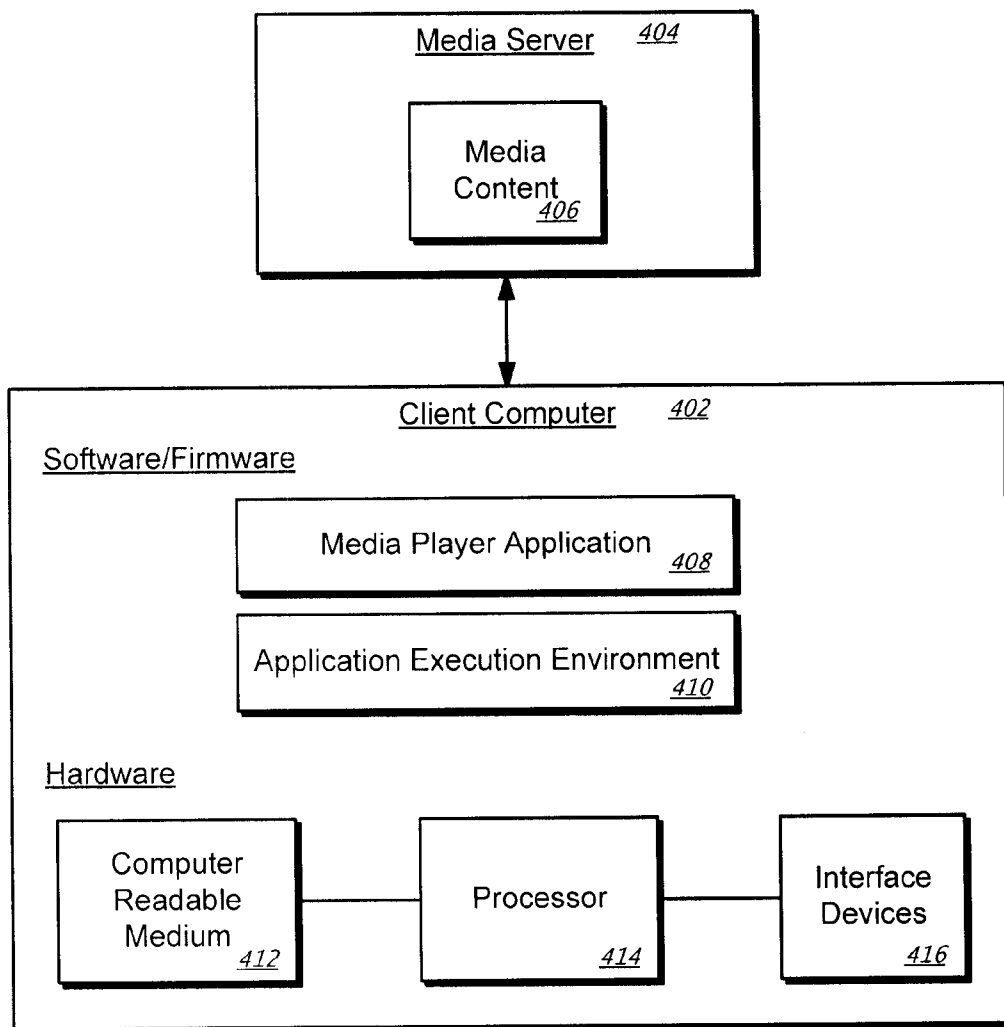 Media Server 404
Media
Content
406
Client Computer 402
Software/Firmware
Media Player Application
408
Application Execution Environment
410
Hardware
Computer
Readable
Medium
412
Processor
414
Interface
Devices
416